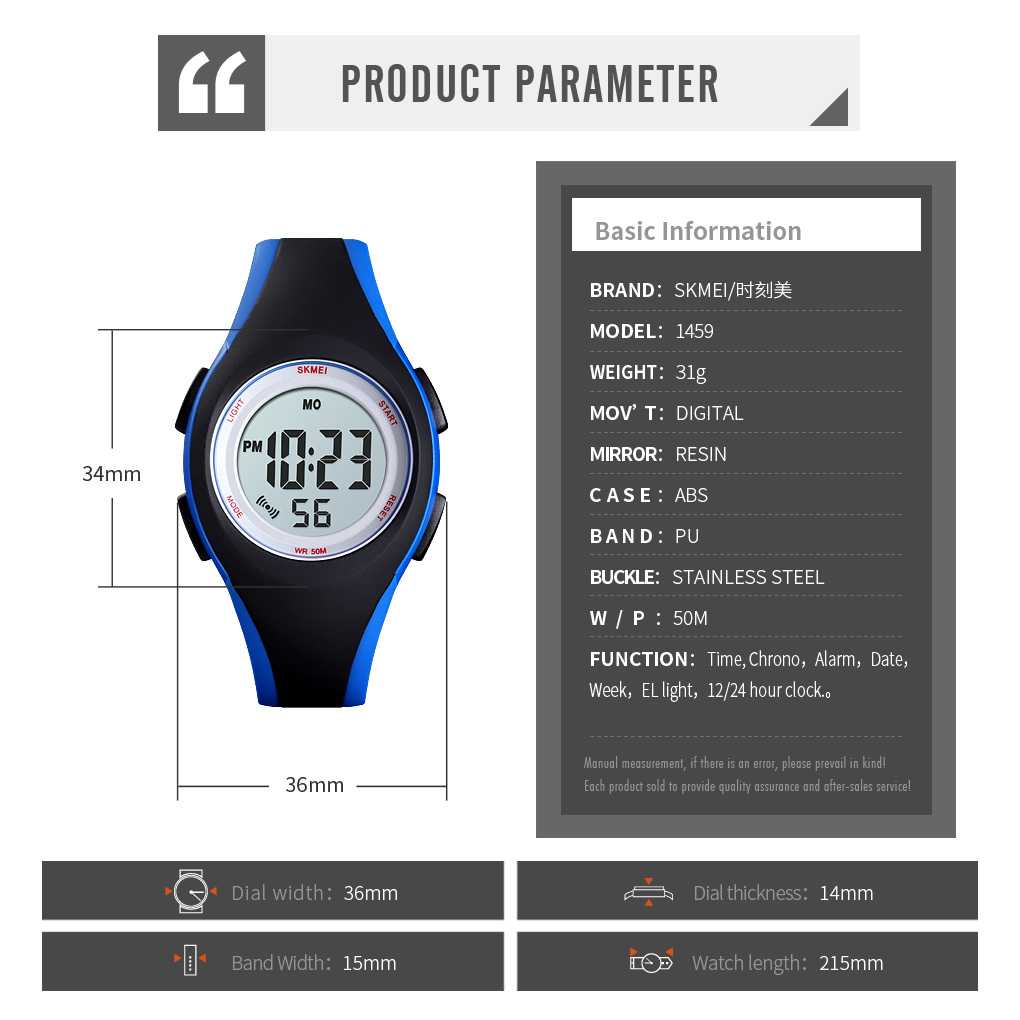 PRODUCT PARAMETER
Basic Information
BRAND: SKMEI/时刻美
MODEL: 1459
WEIGHT: 31g
MOV’ T: DIGITAL
MIRROR: RESIN
CASE: ABS
BAND: PU
BUCKLE: STAINLESS STEEL
W / P : 50M
FUNCTION: Time, Chrono, Alarm, Date,
Week, EL light, 12/24 hour clock.。
Manual measurement, if there is an error, please prevail in kind!
Each product sold to provide quality assurance and after-sales service!
SKMEI
LIGHT
START
MO
PM 10:23
56
MODE
RESET
WR 50M
34mm
36mm
Dial width: 36mm
Dial thickness: 14mm
Band Width: 15mm
Watch length: 215mm